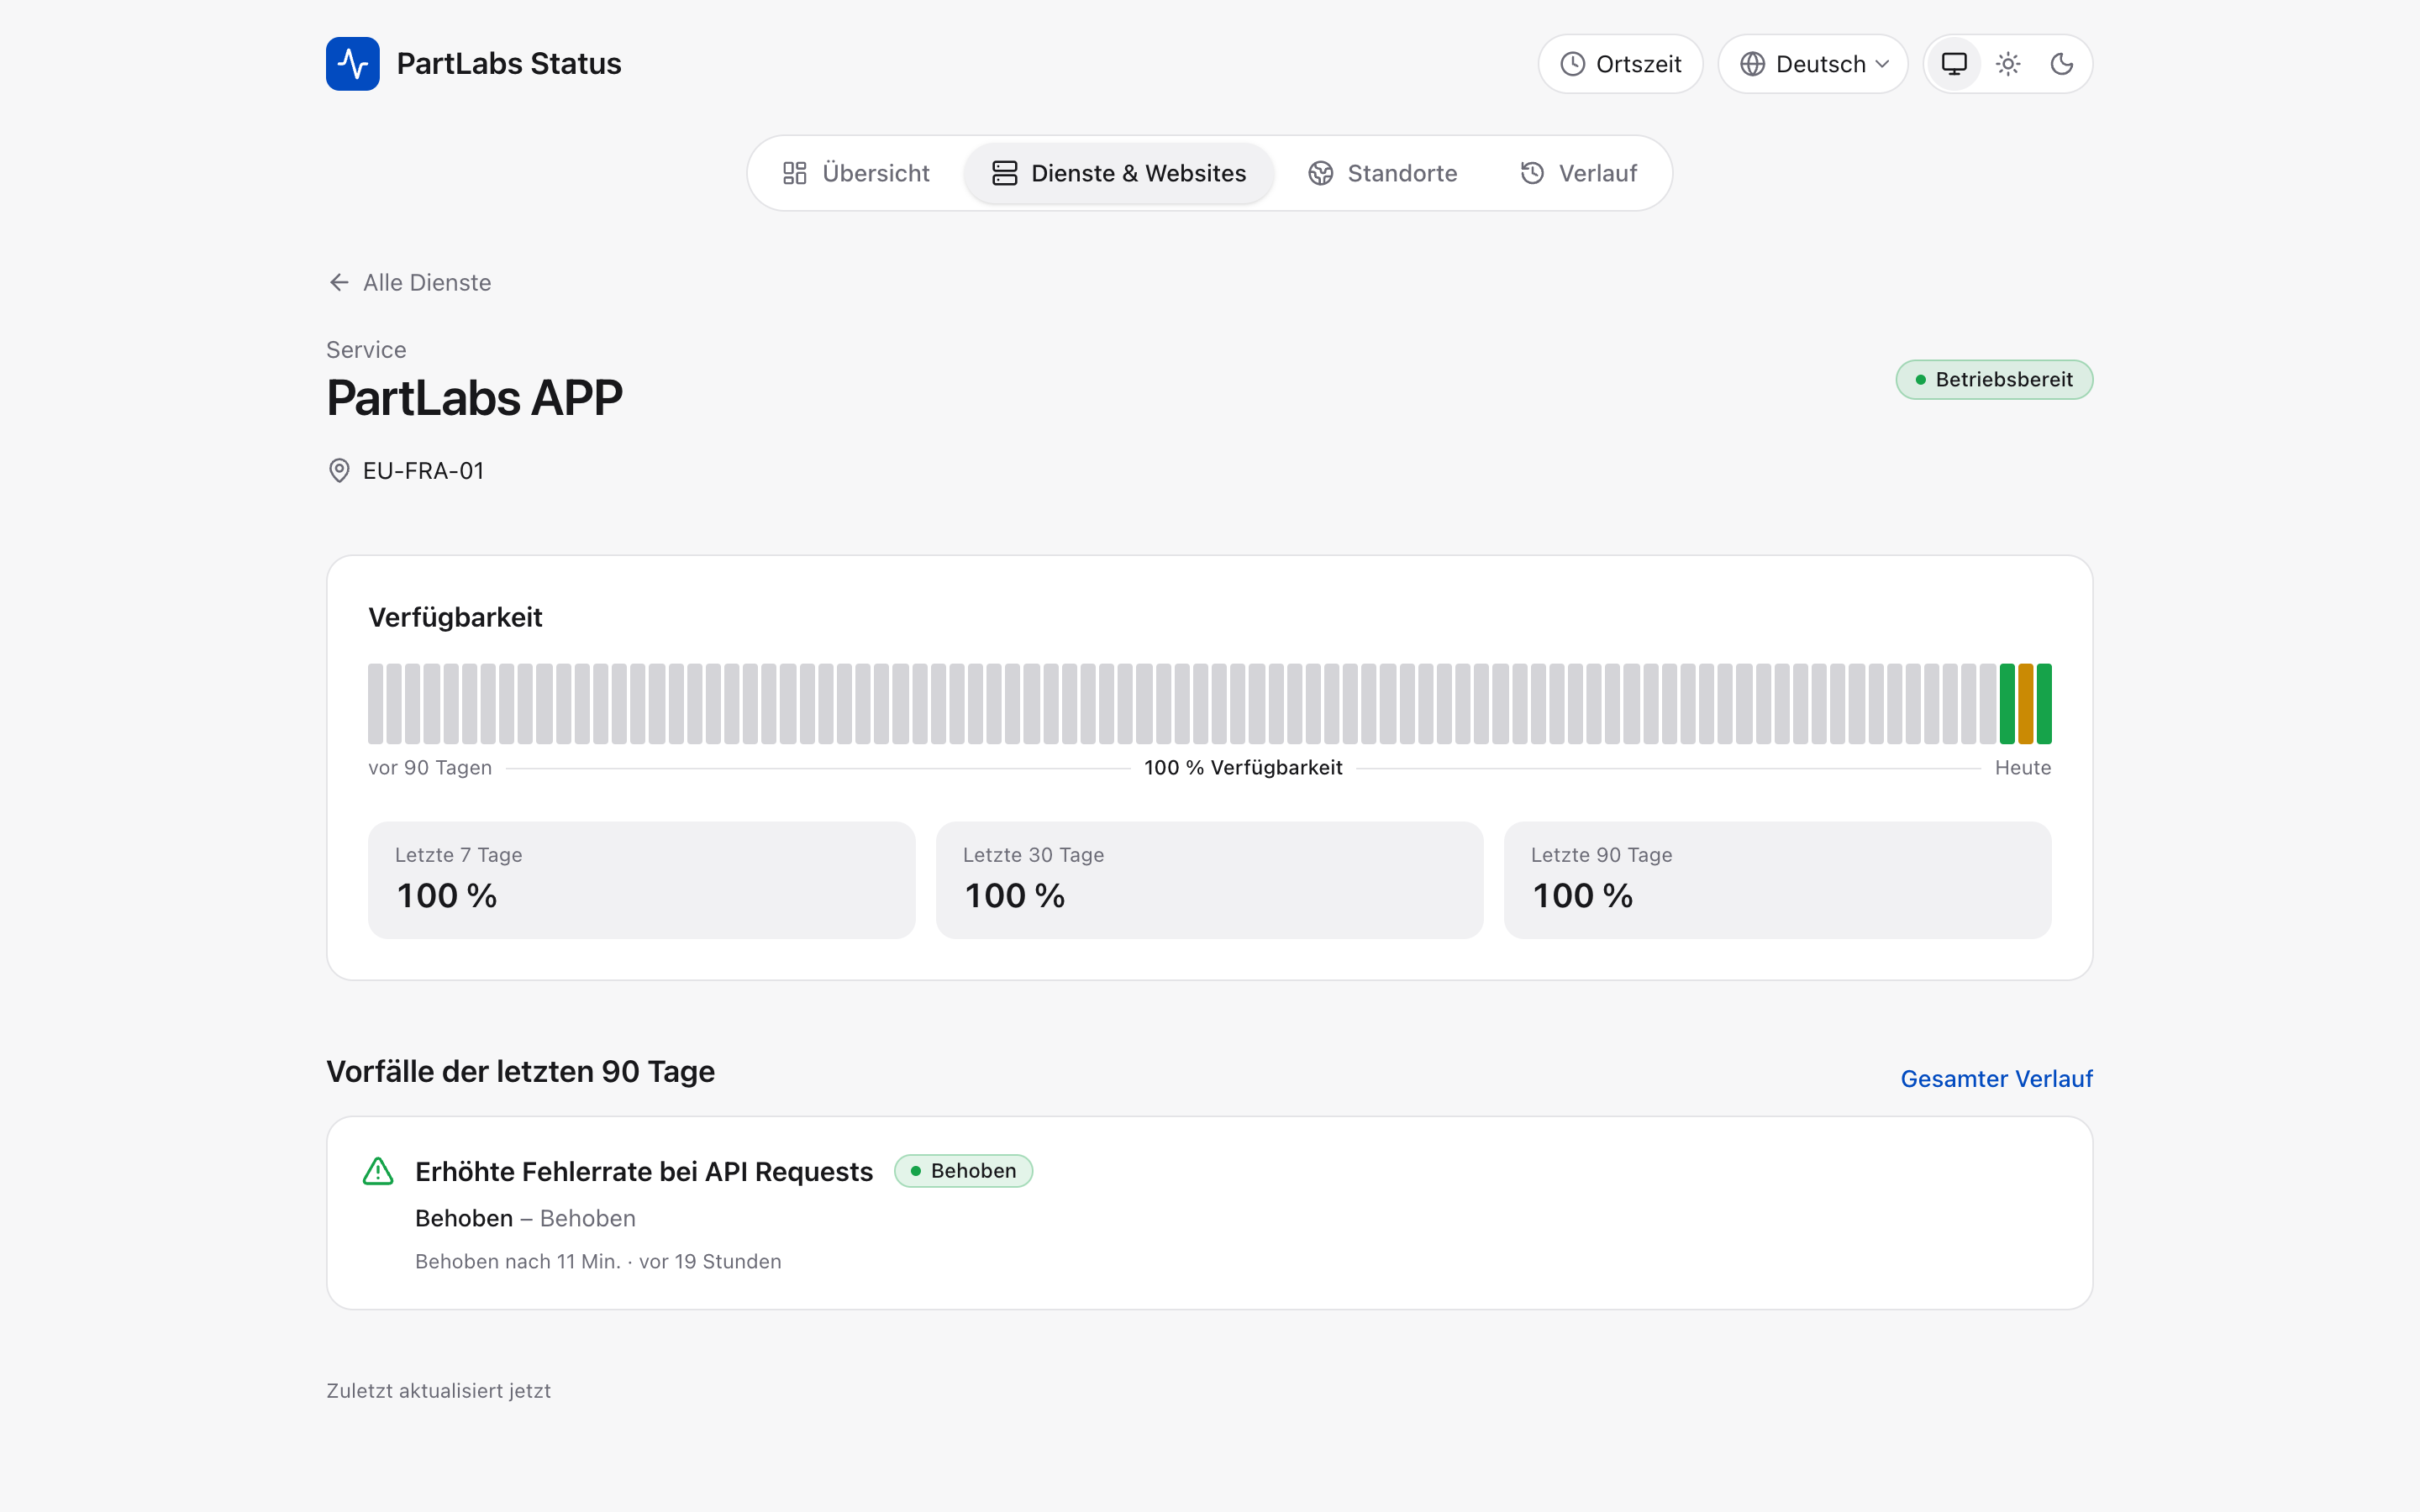 PartLabs Status
Ortszeit
Deutsch
Übersicht
Dienste & Websites
Standorte
Verlauf
Alle Dienste
Service
PartLabs APP
Betriebsbereit
EU-FRA-01
Verfügbarkeit
vor 90 Tagen
100 % Verfügbarkeit
Heute
Letzte 7 Tage
100 %
Letzte 30 Tage
100 %
Letzte 90 Tage
100 %
Vorfälle der letzten 90 Tage
Gesamter Verlauf
Erhöhte Fehlerrate bei API Requests
Behoben
Behoben – Behoben
Behoben nach 11 Min. · vor 19 Stunden
Zuletzt aktualisiert jetzt